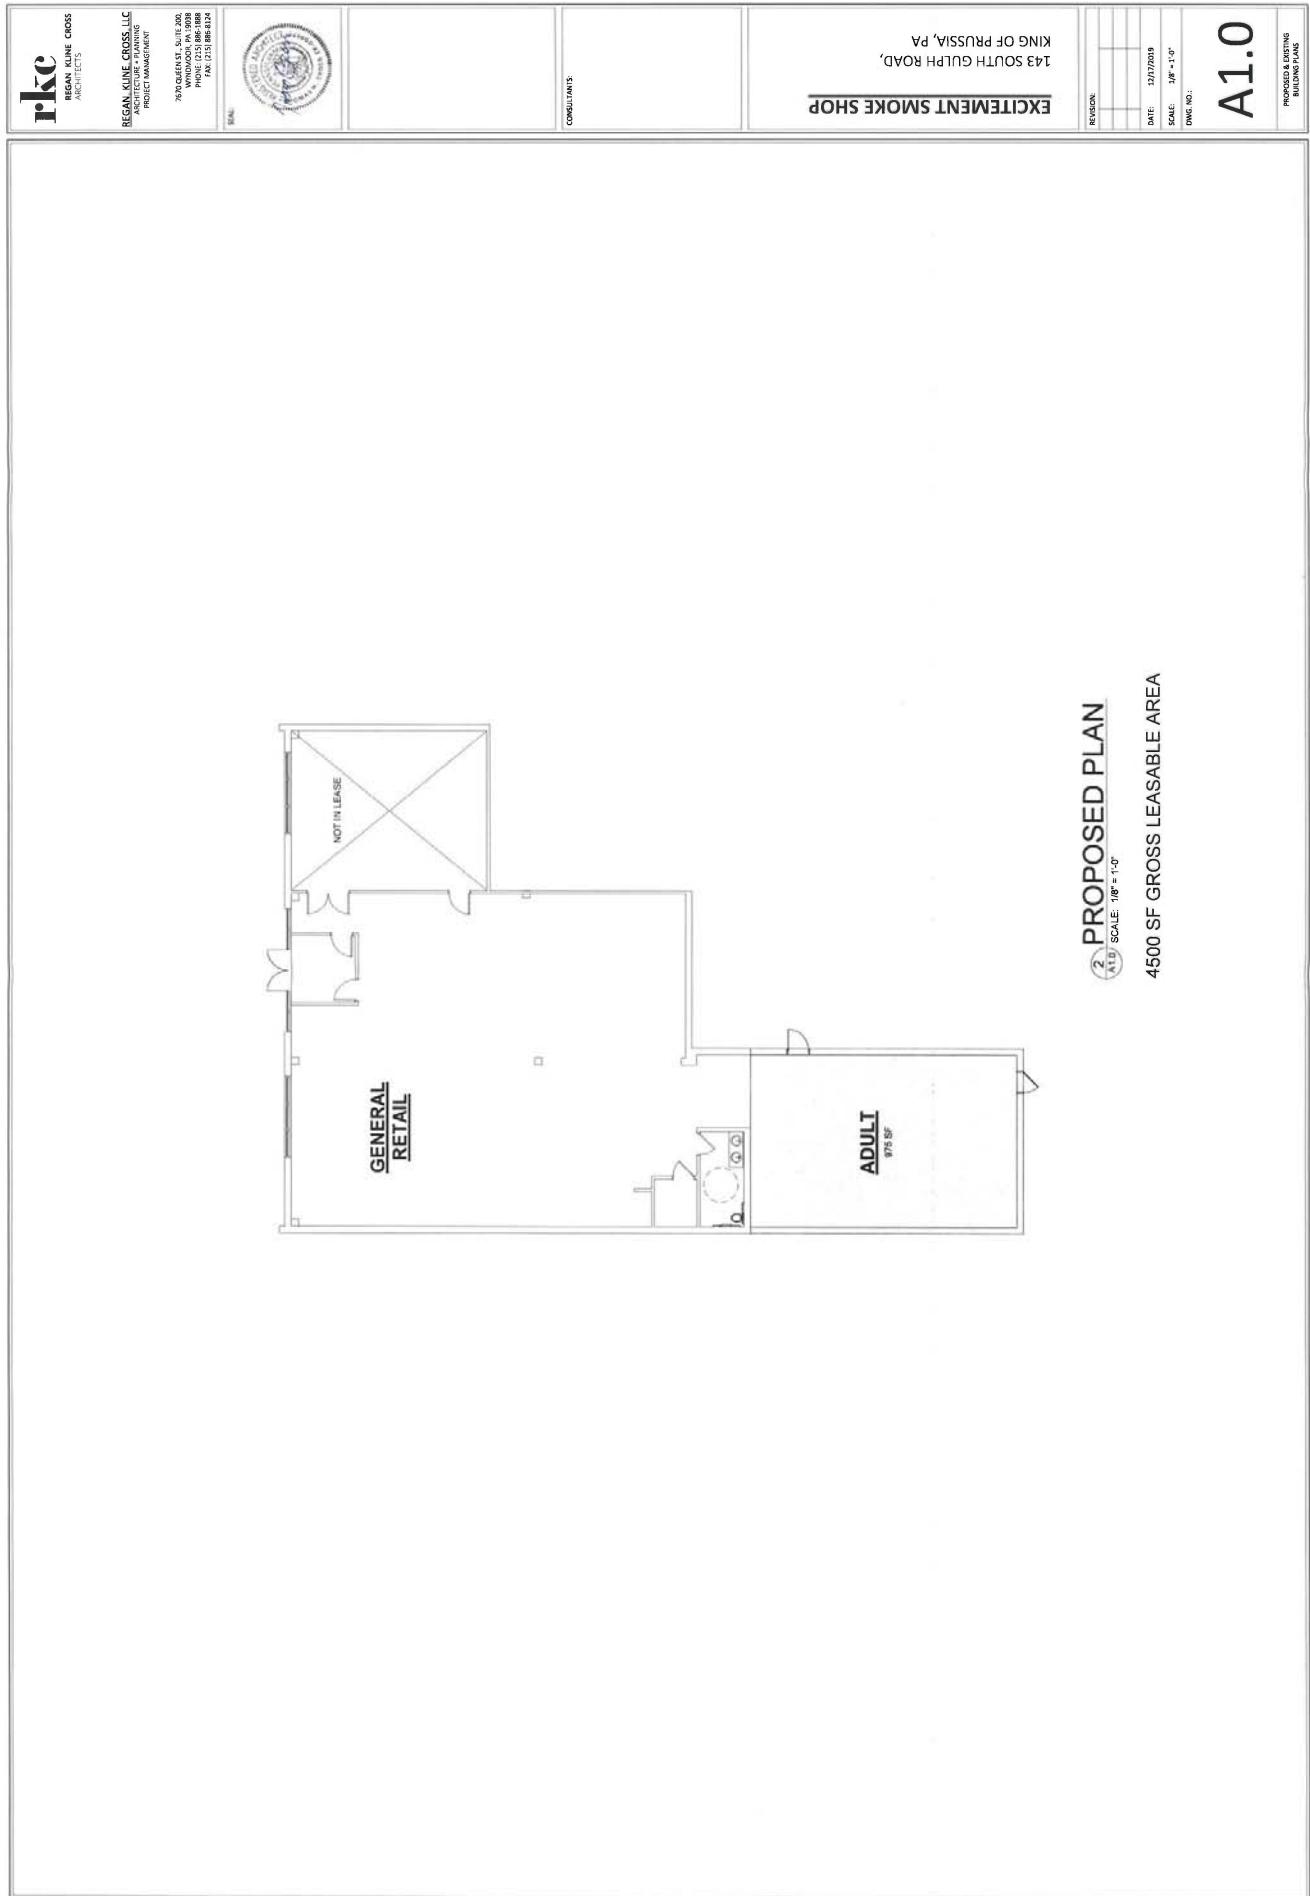 rkc
REGAN KLINE CROSS
ARCHITECTS
REGAN KLINE CROSS, LLC
ARCHITECTURE + PLANNING
PROJECT MANAGEMENT
7670 QUEEN ST., SUITE 200,
WYNDMOOR, PA 19038
PHONE: (215) 886-1888
FAX: (215) 886-8124
SEAL:
REGISTERED ARCHITECT
CONSULTANTS:
EXCITEMENT SMOKE SHOP
143 SOUTH GULPH ROAD,
KING OF PRUSSIA, PA
REVISION:
DATE: 12/17/2019
SCALE: 1/8" = 1'-0"
DWG. NO.:
A1.0
PROPOSED & EXISTING
BUILDING PLANS
NOT IN LEASE
GENERAL
RETAIL
ADULT
975 SF
2
A1.0
PROPOSED PLAN
SCALE: 1/8" = 1'-0"
4500 SF GROSS LEASABLE AREA